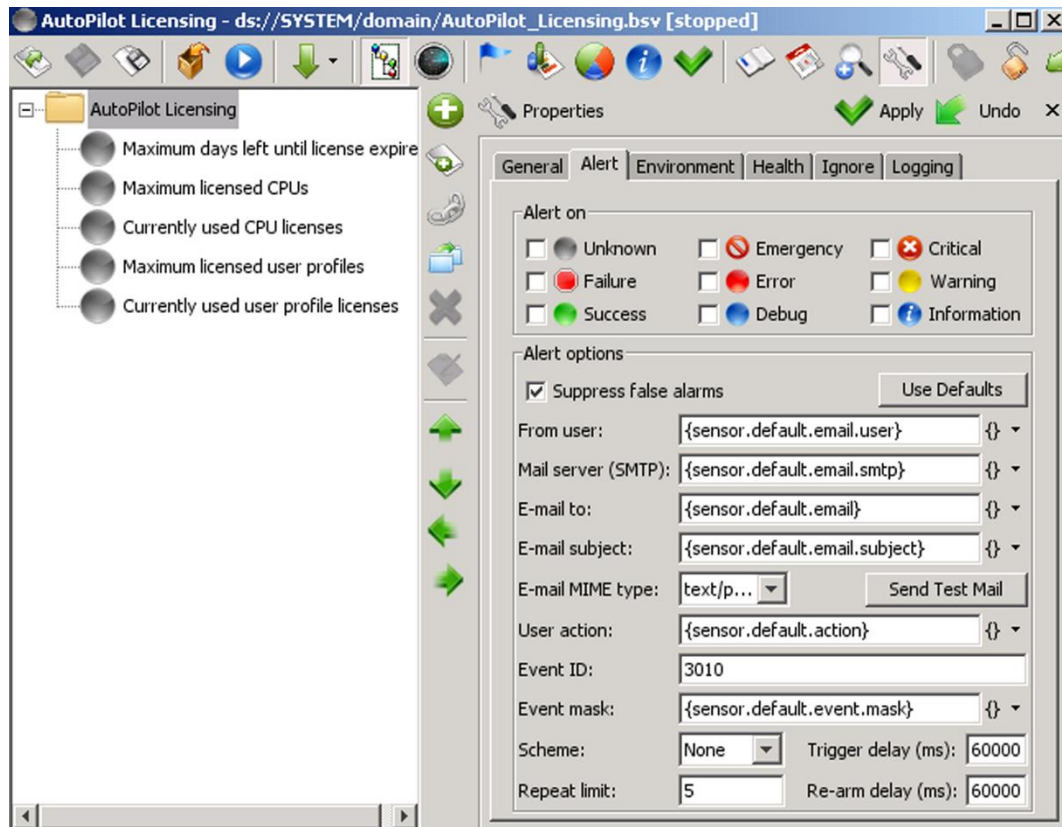 AutoPilot Licensing - ds://SYSTEM/domain/AutoPilot_Licensing.bsv [stopped]
AutoPilot Licensing
Maximum days left until license expire
Maximum licensed CPUs
Currently used CPU licenses
Maximum licensed user profiles
Currently used user profile licenses
Properties Apply Undo X
General Alert Environment Health Ignore Logging
Alert on
Unknown Emergency Critical
Failure Error Warning
Success Debug Information
Alert options
Suppress false alarms Use Defaults
From user: {sensor.default.email.user} {}
Mail server (SMTP): {sensor.default.email.smtp} {}
E-mail to: {sensor.default.email} {}
E-mail subject: {sensor.default.email.subject} {}
E-mail MIME type: text/p... Send Test Mail
User action: {sensor.default.action} {}
Event ID: 3010
Event mask: {sensor.default.event.mask} {}
Scheme: None Trigger delay (ms): 60000
Repeat limit: 5 Re-arm delay (ms): 60000